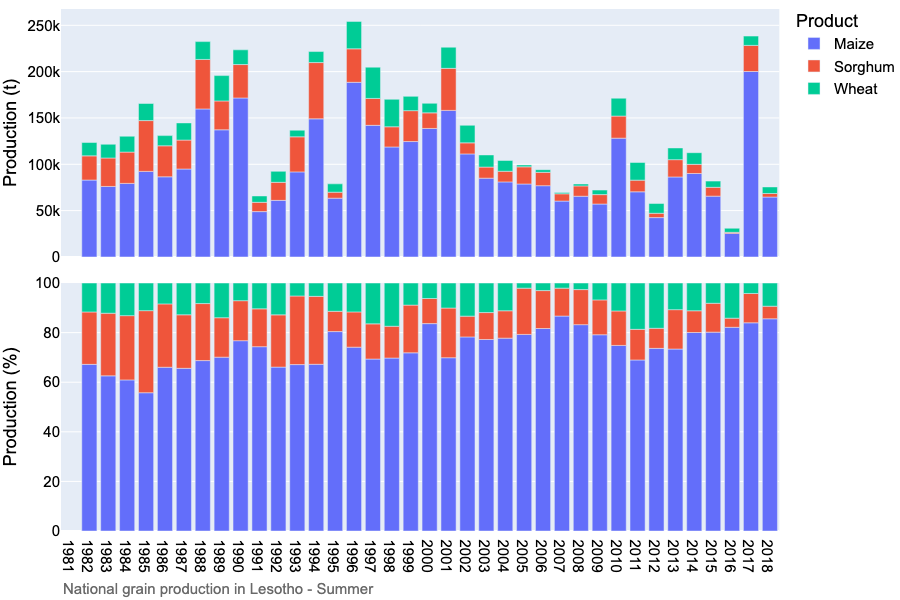 Product
Maize
Sorghum
Wheat
Production (t)
250k
200k
150k
100k
50k
0
Production (%)
100
80
60
40
20
0
1981 1982 1983 1984 1985 1986 1987 1988 1989 1990 1991 1992 1993 1994 1995 1996 1997 1998 1999 2000 2001 2002 2003 2004 2005 2006 2007 2008 2009 2010 2011 2012 2013 2014 2015 2016 2017 2018
National grain production in Lesotho - Summer